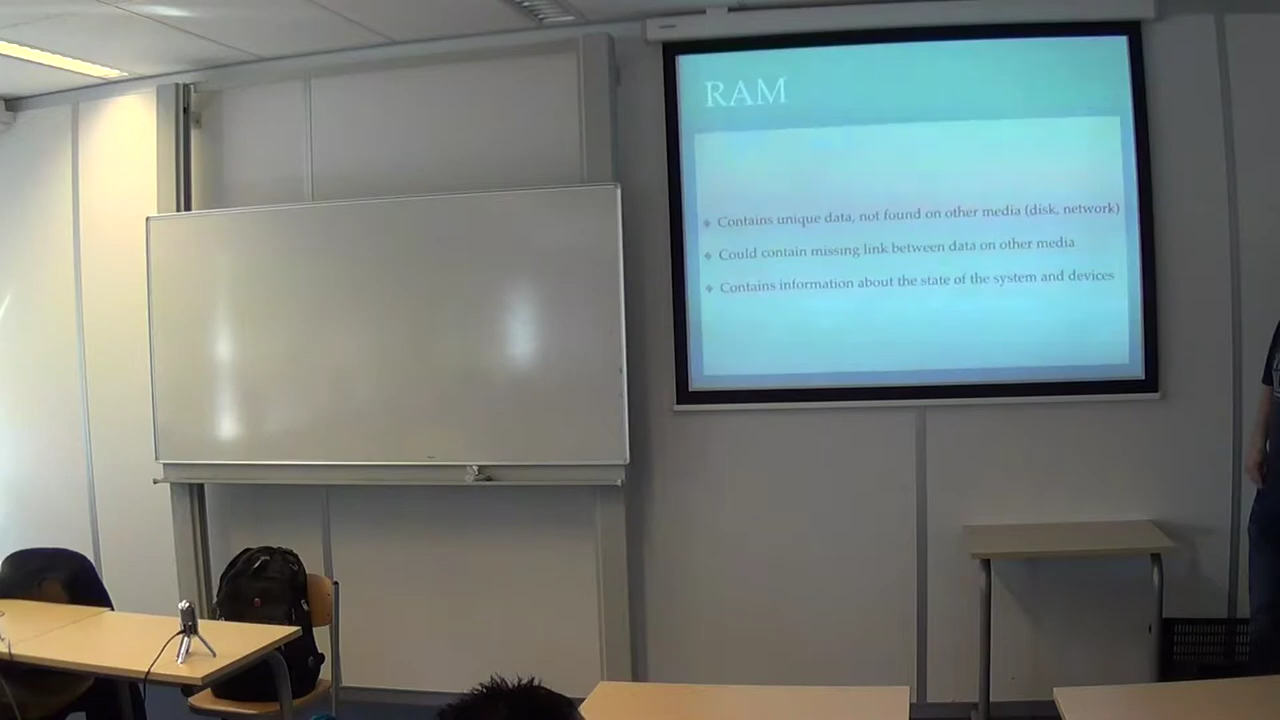 RAM
Contains unique data, not found on other media (disk, network)
Could contain missing link between data on other media
Contains information about the state of the system and devices